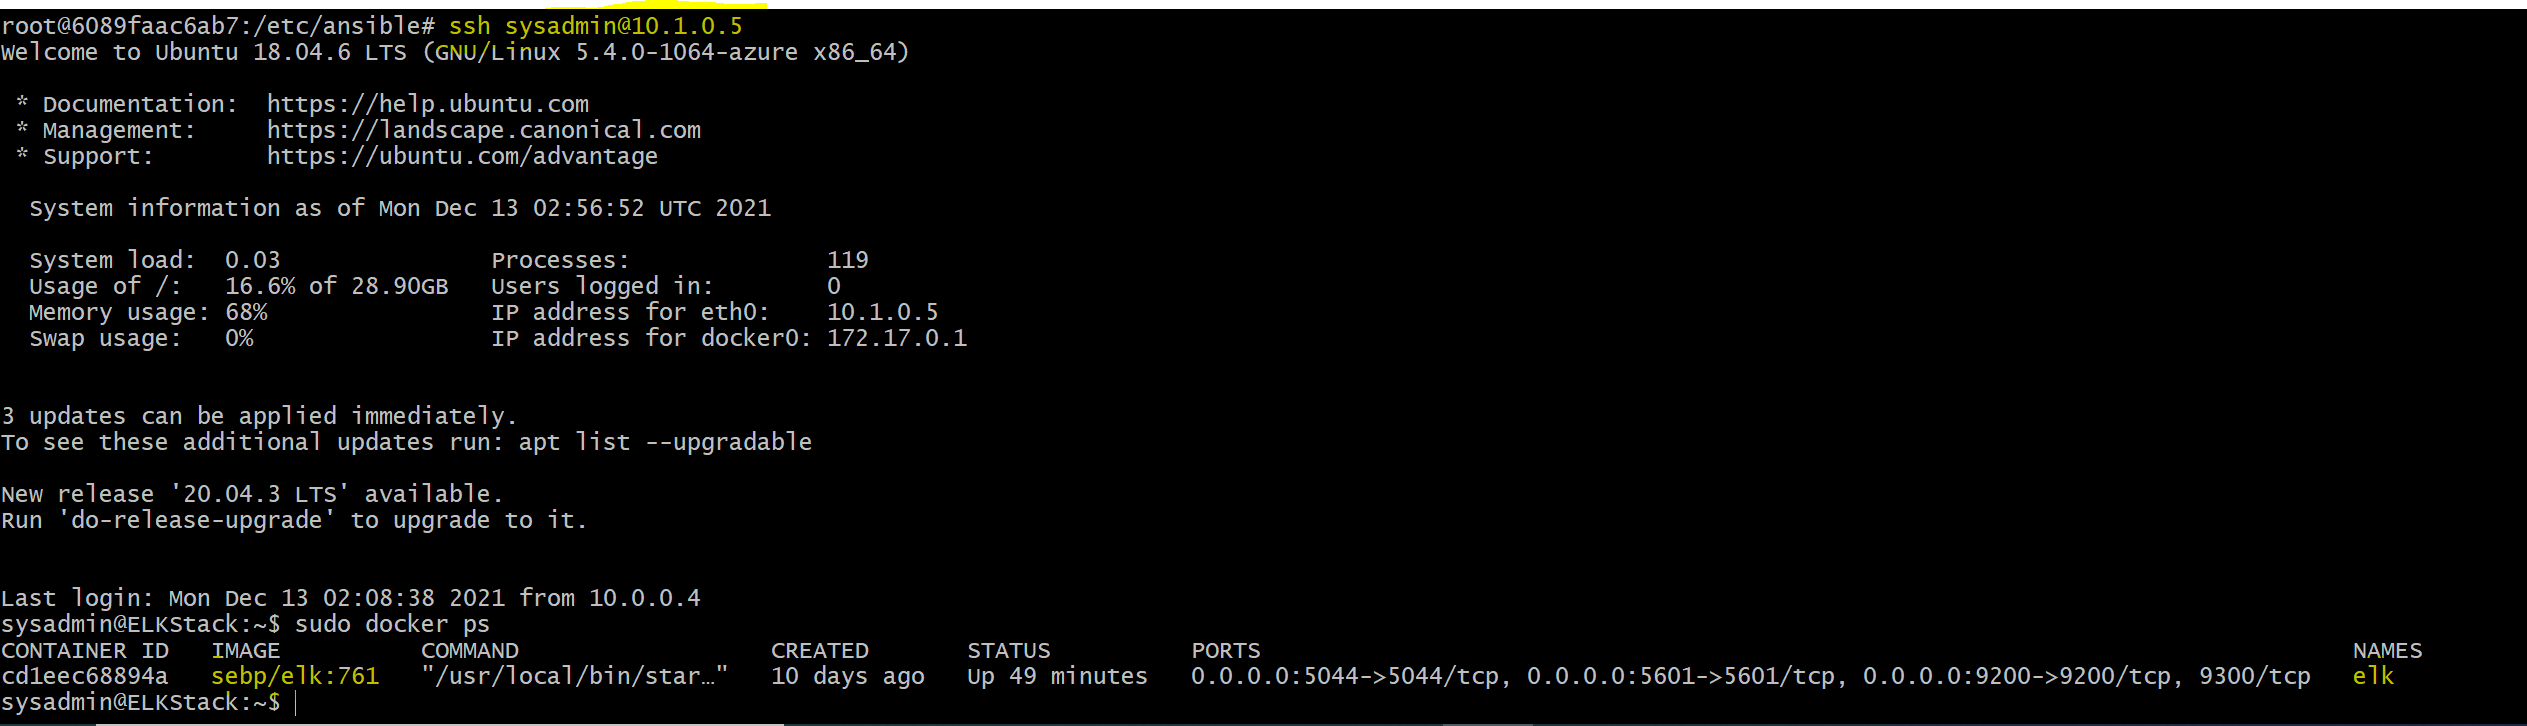 root@6089faac6ab7:/etc/ansible# ssh sysadmin@10.1.0.5
Welcome to Ubuntu 18.04.6 LTS (GNU/Linux 5.4.0-1064-azure x86_64)
* Documentation:  https://help.ubuntu.com
* Management:     https://landscape.canonical.com
* Support:        https://ubuntu.com/advantage
System information as of Mon Dec 13 02:56:52 UTC 2021
System load:  0.03               Processes:              119
Usage of /:   16.6% of 28.90GB   Users logged in:        0
Memory usage: 68%                IP address for eth0:    10.1.0.5
Swap usage:   0%                 IP address for docker0: 172.17.0.1
3 updates can be applied immediately.
To see these additional updates run: apt list --upgradable
New release '20.04.3 LTS' available.
Run 'do-release-upgrade' to upgrade to it.
Last login: Mon Dec 13 02:08:38 2021 from 10.0.0.4
sysadmin@ELKStack:~$ sudo docker ps
CONTAINER ID   IMAGE          COMMAND                  CREATED       STATUS          PORTS                                                                              NAMES
cd1eec68894a   sebp/elk:761   "/usr/local/bin/star…"   10 days ago   Up 49 minutes   0.0.0.0:5044->5044/tcp, 0.0.0.0:5601->5601/tcp, 0.0.0.0:9200->9200/tcp, 9300/tcp   elk
sysadmin@ELKStack:~$